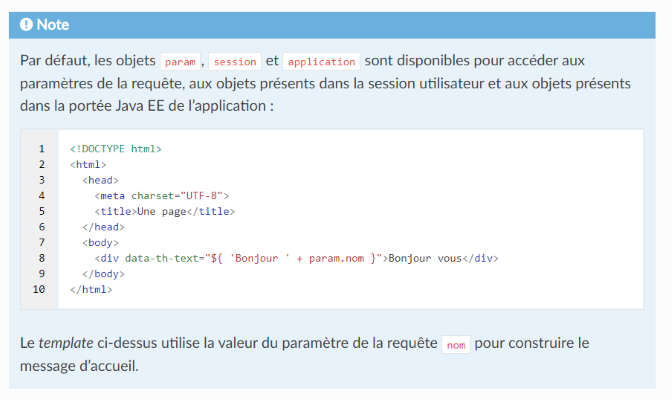 Note
Par défaut, les objets param, session et application sont disponibles pour accéder aux
paramètres de la requête, aux objets présents dans la session utilisateur et aux objets présents
dans la portée Java EE de l'application :
1 <!DOCTYPE html>
2 <html>
3 <head>
4 <meta charset="UTF-8">
5 <title>Une page</title>
6 </head>
7 <body>
8 <div data-th-text="${ 'Bonjour ' + param.nom }">Bonjour vous</div>
9 </body>
10 </html>
Le template ci-dessus utilise la valeur du paramètre de la requête nom pour construire le
message d'accueil.